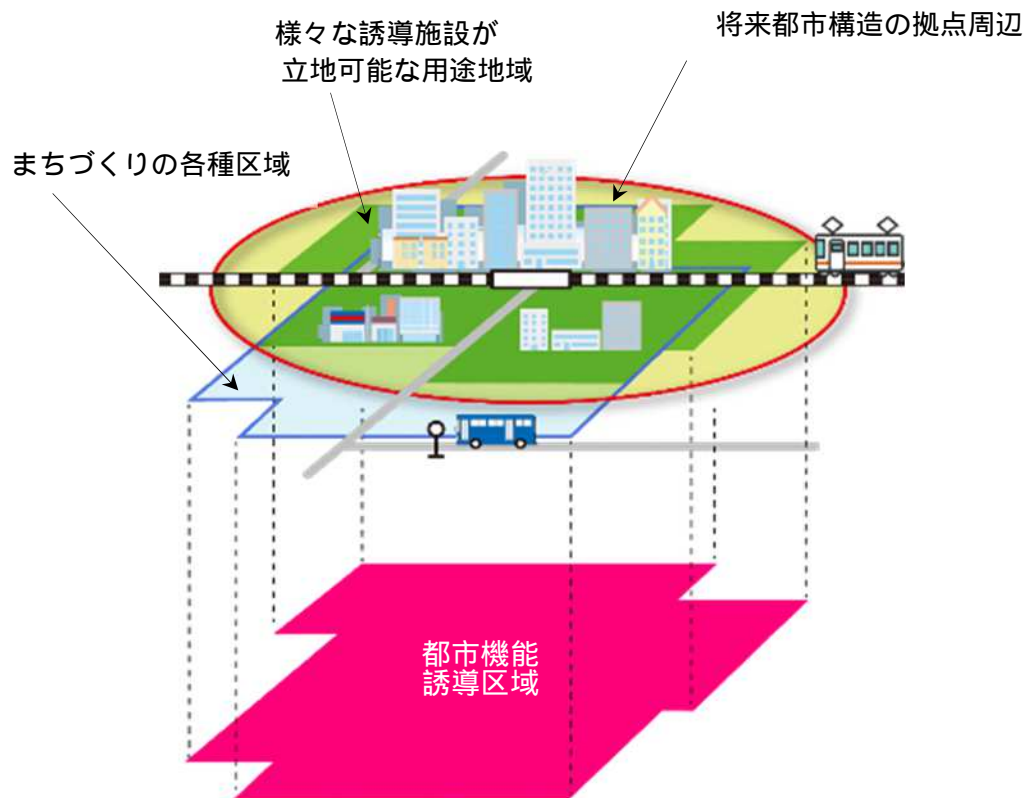 様々な誘導施設が
立地可能な用途地域
将来都市構造の拠点周辺
まちづくりの各種区域
都市機能
誘導区域